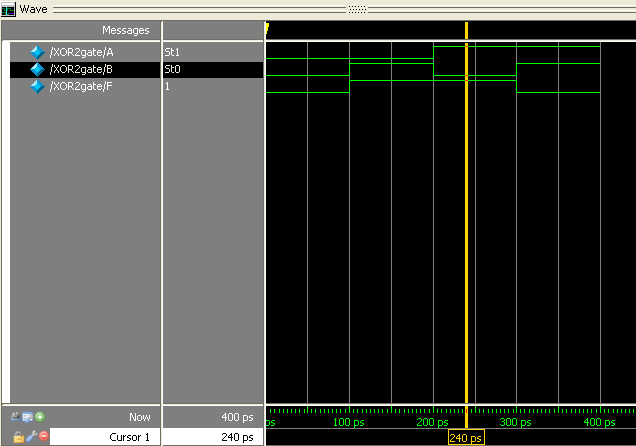 Wave
Messages
/XOR2gate/A St1
/XOR2gate/B St0
/XOR2gate/F 1
Now 400 ps
ps 100 ps 200 ps 300 ps 400 ps
Cursor 1 240 ps
240 ps